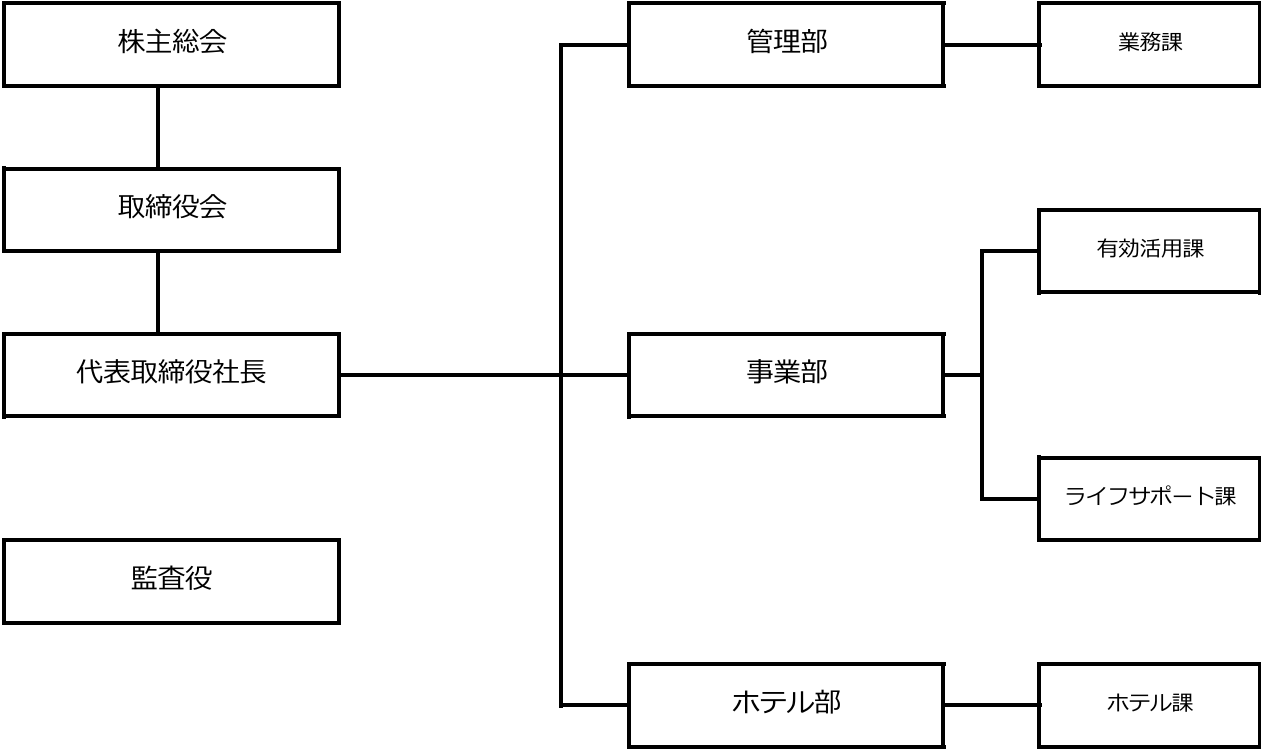 株主総会
取締役会
代表取締役社長
監査役
管理部
事業部
ホテル部
業務課
有効活用課
ライフサポート課
ホテル課